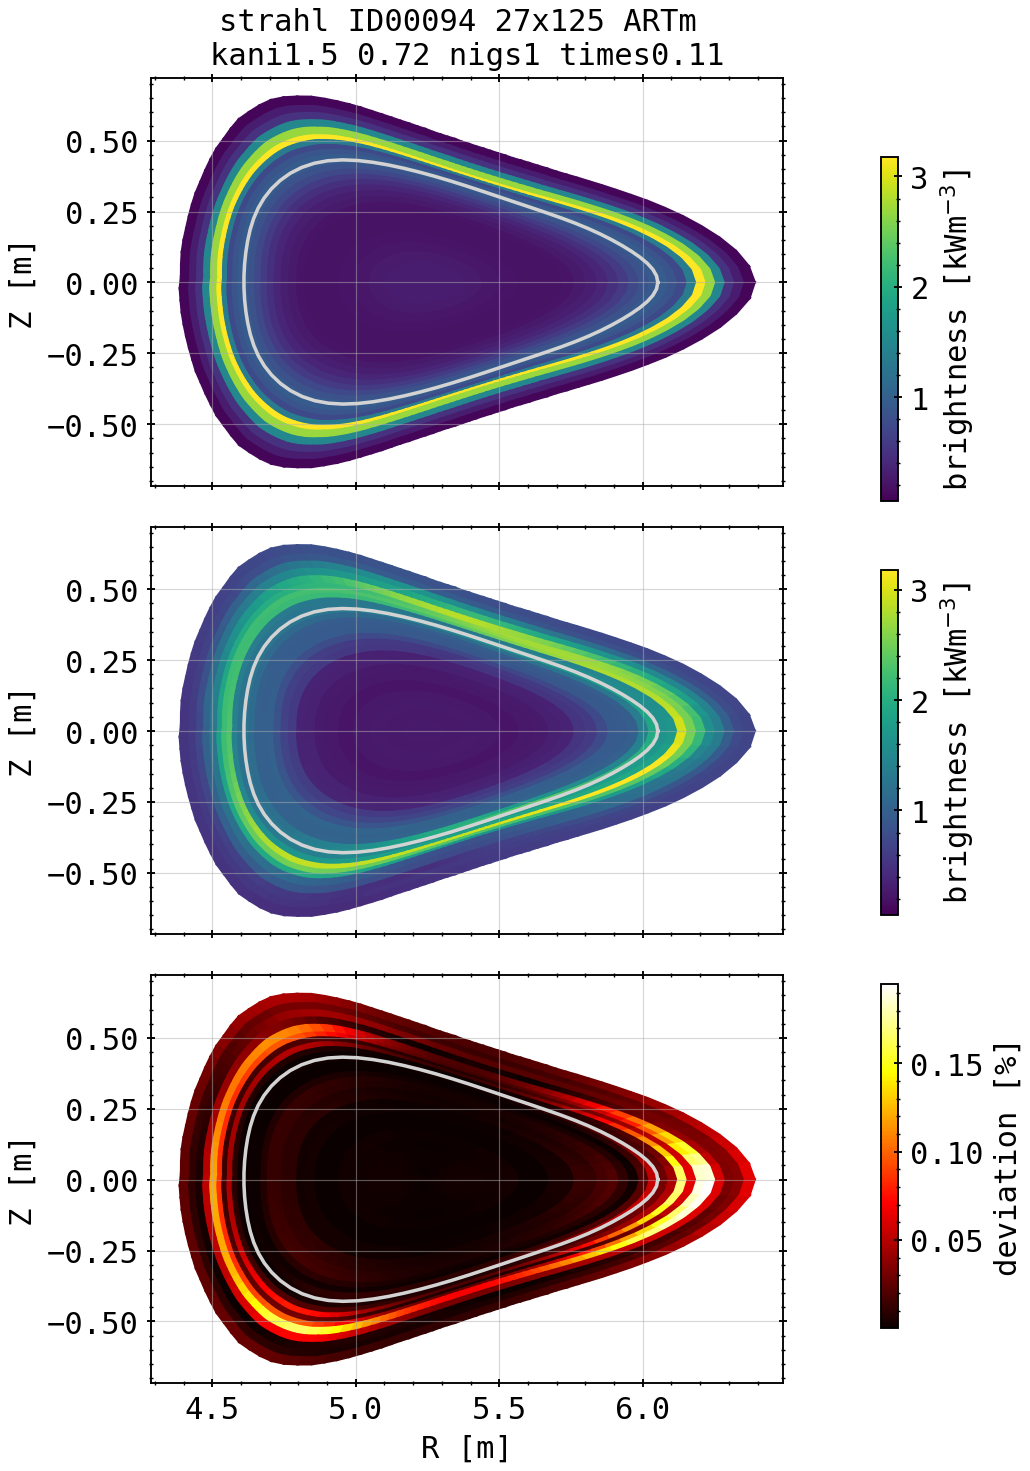 strahl ID00094 27x125 ARTm
kani1.5 0.72 nigs1 times0.11
0.50
0.25
0.00
−0.25
−0.50
Z [m]
3
2
1
brightness [kWm⁻³]
0.50
0.25
0.00
−0.25
−0.50
Z [m]
3
2
1
brightness [kWm⁻³]
0.50
0.25
0.00
−0.25
−0.50
Z [m]
0.15
0.10
0.05
deviation [%]
4.5 5.0 5.5 6.0
R [m]